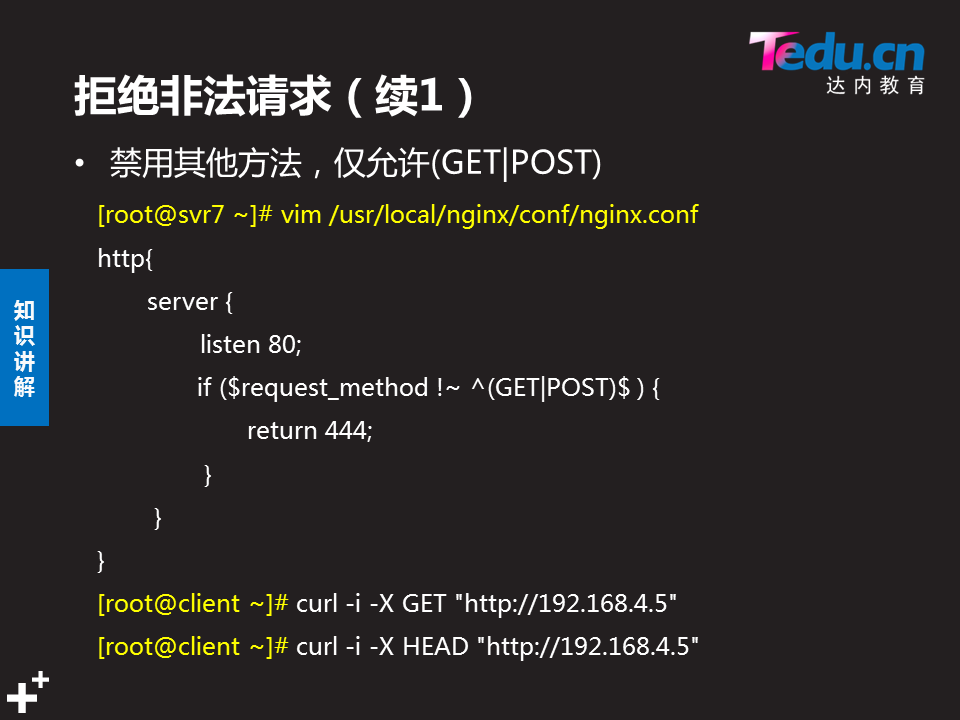 Tedu.cn
达内教育
拒绝非法请求（续1）
• 禁用其他方法，仅允许(GET|POST)
[root@svr7 ~]# vim /usr/local/nginx/conf/nginx.conf
http{
server {
listen 80;
if ($request_method !~ ^(GET|POST)$ ) {
return 444;
}
}
}
[root@client ~]# curl -i -X GET "http://192.168.4.5"
[root@client ~]# curl -i -X HEAD "http://192.168.4.5"
知
识
讲
解